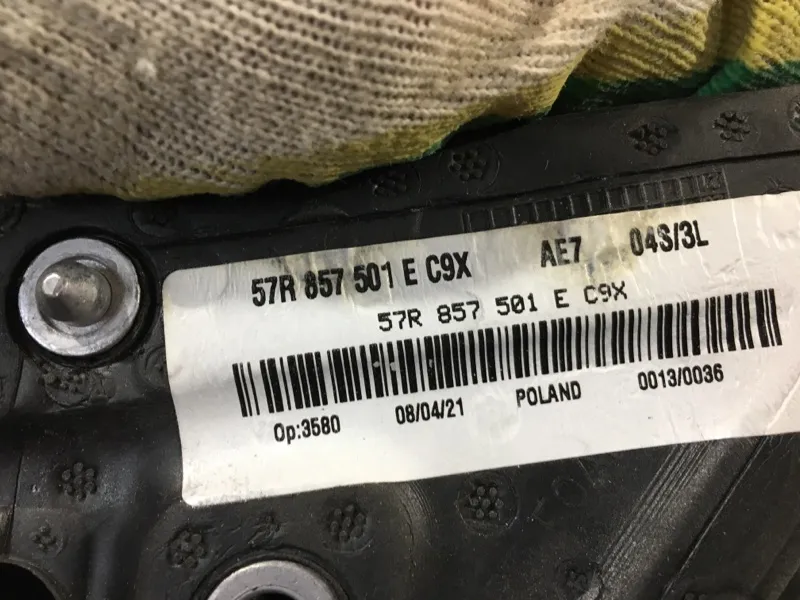 57R 857 501 E C9X AE7 04S/3L
57R 857 501 E C9X
Op:3580 08/04/21 POLAND 0013/0036